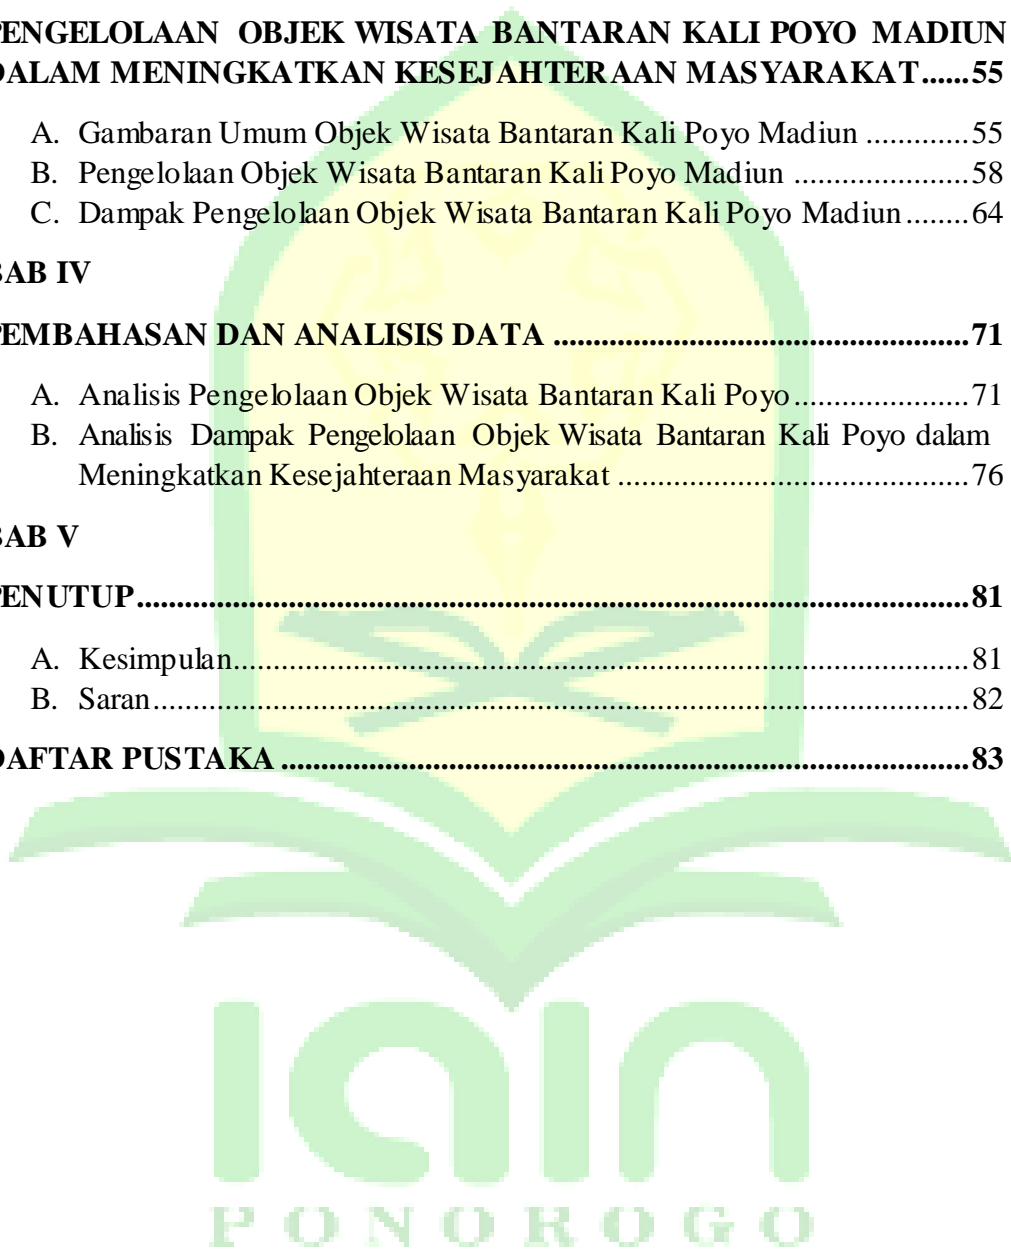 PENGELOLAAN OBJEK WISATA BANTARAN KALI POYO MADIUN
DALAM MENINGKATKAN KESEJAHTERAAN MASYARAKAT......55
A. Gambaran Umum Objek Wisata Bantaran Kali Poyo Madiun .............55
B. Pengelolaan Objek Wisata Bantaran Kali Poyo Madiun ......................58
C. Dampak Pengelolaan Objek Wisata Bantaran Kali Poyo Madiun........64
BAB IV
PEMBAHASAN DAN ANALISIS DATA ....................................................71
A. Analisis Pengelolaan Objek Wisata Bantaran Kali Poyo......................71
B. Analisis Dampak Pengelolaan Objek Wisata Bantaran Kali Poyo dalam
Meningkatkan Kesejahteraan Masyarakat ............................................76
BAB V
PENUTUP........................................................................................................81
A. Kesimpulan............................................................................................81
B. Saran......................................................................................................82
DAFTAR PUSTAKA ......................................................................................83
iain
PONOROGO